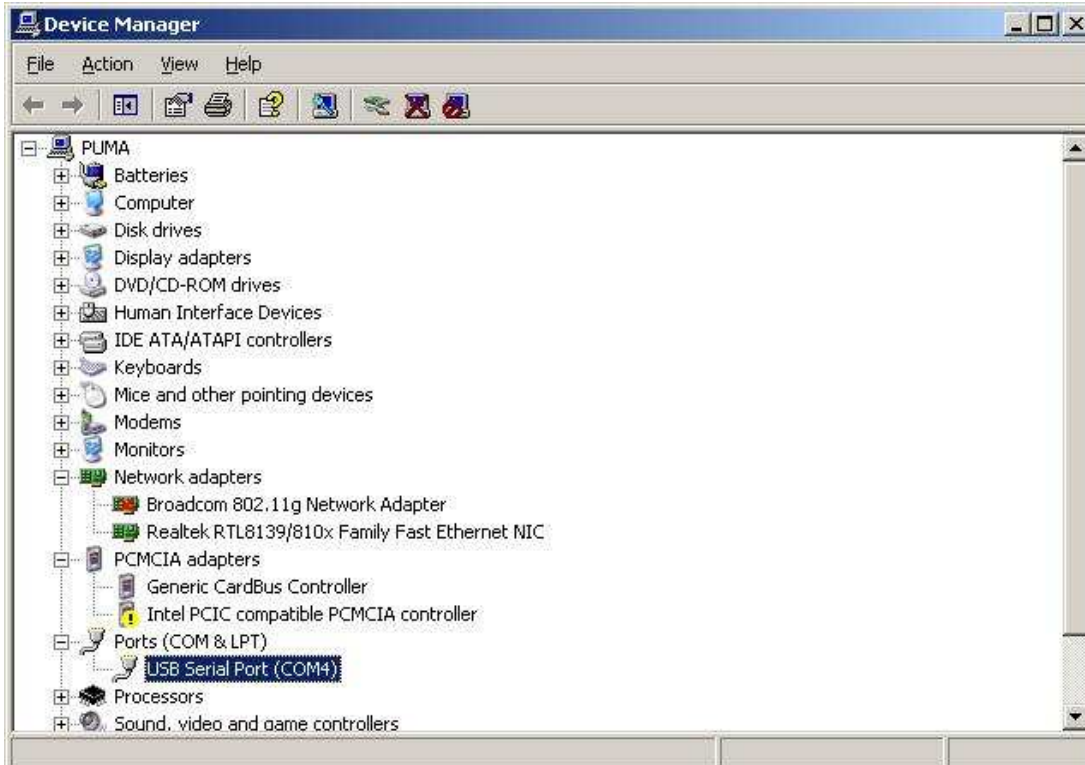 Device Manager
File Action View Help
PUMA
Batteries
Computer
Disk drives
Display adapters
DVD/CD-ROM drives
Human Interface Devices
IDE ATA/ATAPI controllers
Keyboards
Mice and other pointing devices
Modems
Monitors
Network adapters
Broadcom 802.11g Network Adapter
Realtek RTL8139/810x Family Fast Ethernet NIC
PCMCIA adapters
Generic CardBus Controller
Intel PCIC compatible PCMCIA controller
Ports (COM & LPT)
USB Serial Port (COM4)
Processors
Sound, video and game controllers